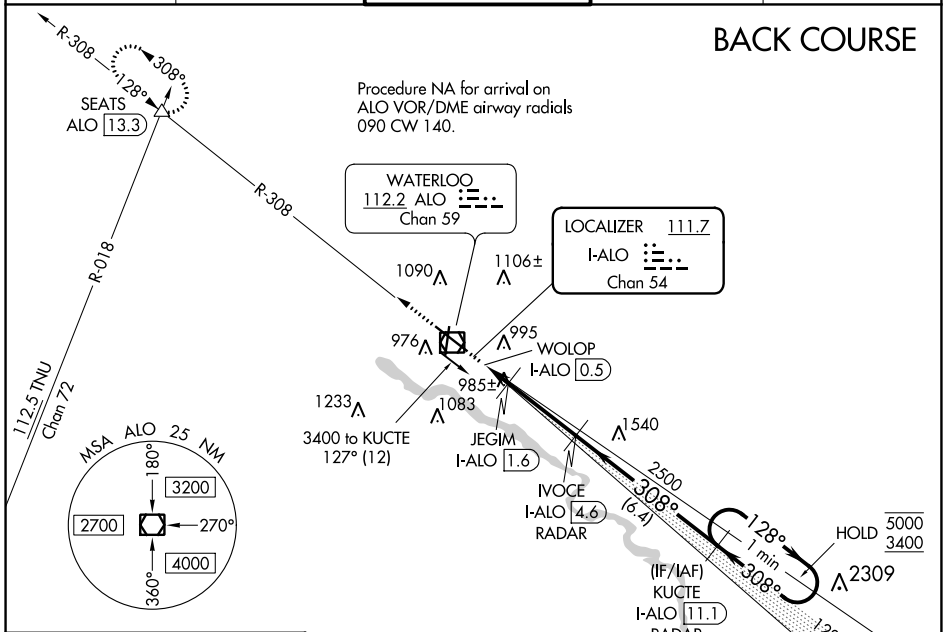 BACK COURSE
R-308
308°
128°
SEATS
ALO 13.3
Procedure NA for arrival on
ALO VOR/DME airway radials
090 CW 140.
R-308
R-018
112.5 TNU
Chan 72
WATERLOO
112.2 ALO
Chan 59
LOCALIZER 111.7
I-ALO
Chan 54
1090
1106±
976
995
WOLOP
I-ALO 0.5
985±
1233
1083
3400 to KUCTE
127° (12)
JEGIM
I-ALO 1.6
1540
IVOCE
I-ALO 4.6
RADAR
2500
308°
(6.4)
128°
1 min
308°
HOLD 5000
3400
2309
(IF/IAF)
KUCTE
I-ALO 11.1
RADAR
MSA ALO 25 NM
180°
3200
2700
270°
4000
360°